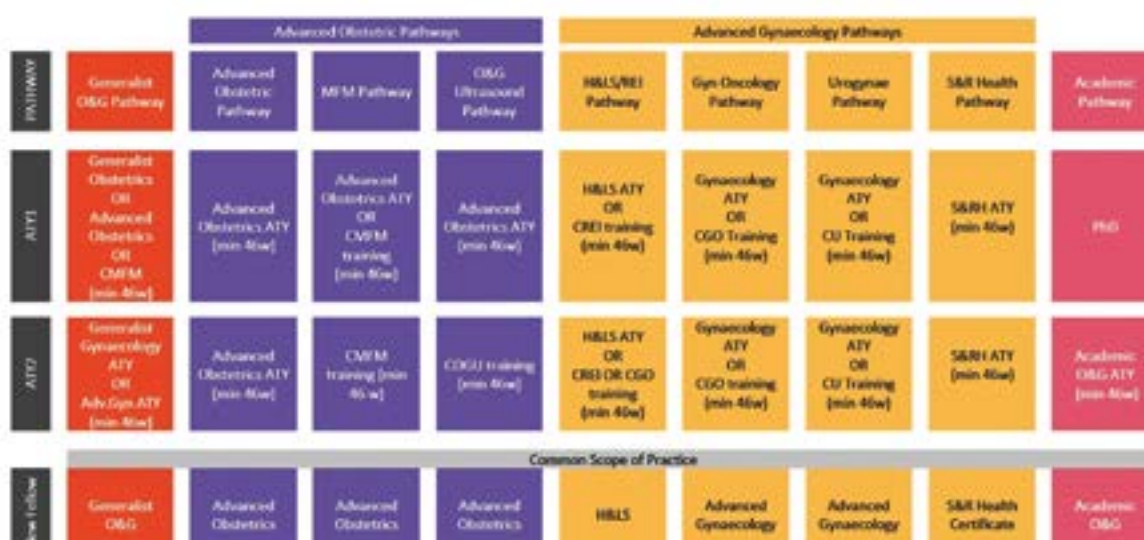 Advanced Obstetric Pathways
Advanced Gynaecology Pathways
PATHWAY
Generalist
O&G Pathway
Advanced
Obstetric
Pathway
MFM Pathway
O&G
Ultrasound
Pathway
H&LS/REI
Pathway
Gyn Oncology
Pathway
Urogynae
Pathway
S&R Health
Pathway
Academic
Pathway
ATY1
Generalist
Obstetrics
OR
Advanced
Obstetrics
OR
CMFM
(min 46w)
Advanced
Obstetrics ATY
(min 46w)
Advanced
Obstetrics ATY
OR
CMFM
training
(min 46w)
Advanced
Obstetrics ATY
(min 46w)
H&LS ATY
OR
CREI training
(min 46w)
Gynaecology
ATY
OR
CGO Training
(min 46w)
Gynaecology
ATY
OR
CU Training
(min 46w)
S&RH ATY
(min 46w)
PhD
ATY2
Generalist
Gynaecology
ATY
OR
Adv.Gyn ATY
(min 46w)
Advanced
Obstetrics ATY
(min 46w)
CMFM
training (min
46 w)
COGU training
(min 46w)
H&LS ATY
OR
CREI OR CGO
training
(min 46w)
Gynaecology
ATY
OR
CGO training
(min 46w)
Gynaecology
ATY
OR
CU Training
(min 46w)
S&RH ATY
(min 46w)
Academic
O&G ATY
(min 46w)
Common Scope of Practice
Fellow
Generalist
O&G
Advanced
Obstetrics
Advanced
Obstetrics
Advanced
Obstetrics
H&LS
Advanced
Gynaecology
Advanced
Gynaecology
S&R Health
Certificate
Academic
O&G